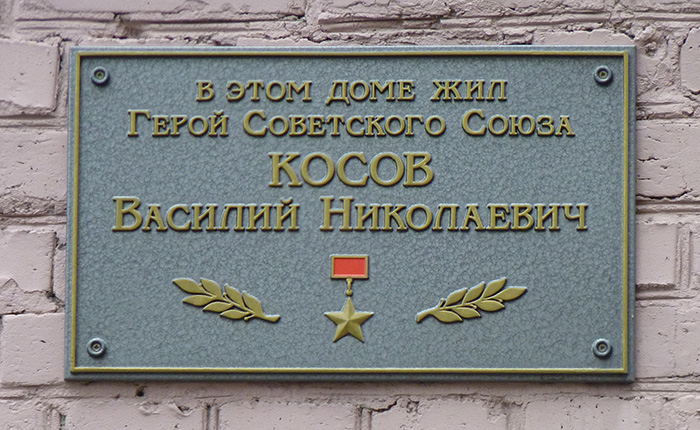 В ЭТОМ ДОМЕ ЖИЛ
ГЕРОЙ СОВЕТСКОГО СОЮЗА
КОСОВ
ВАСИЛИЙ НИКОЛАЕВИЧ